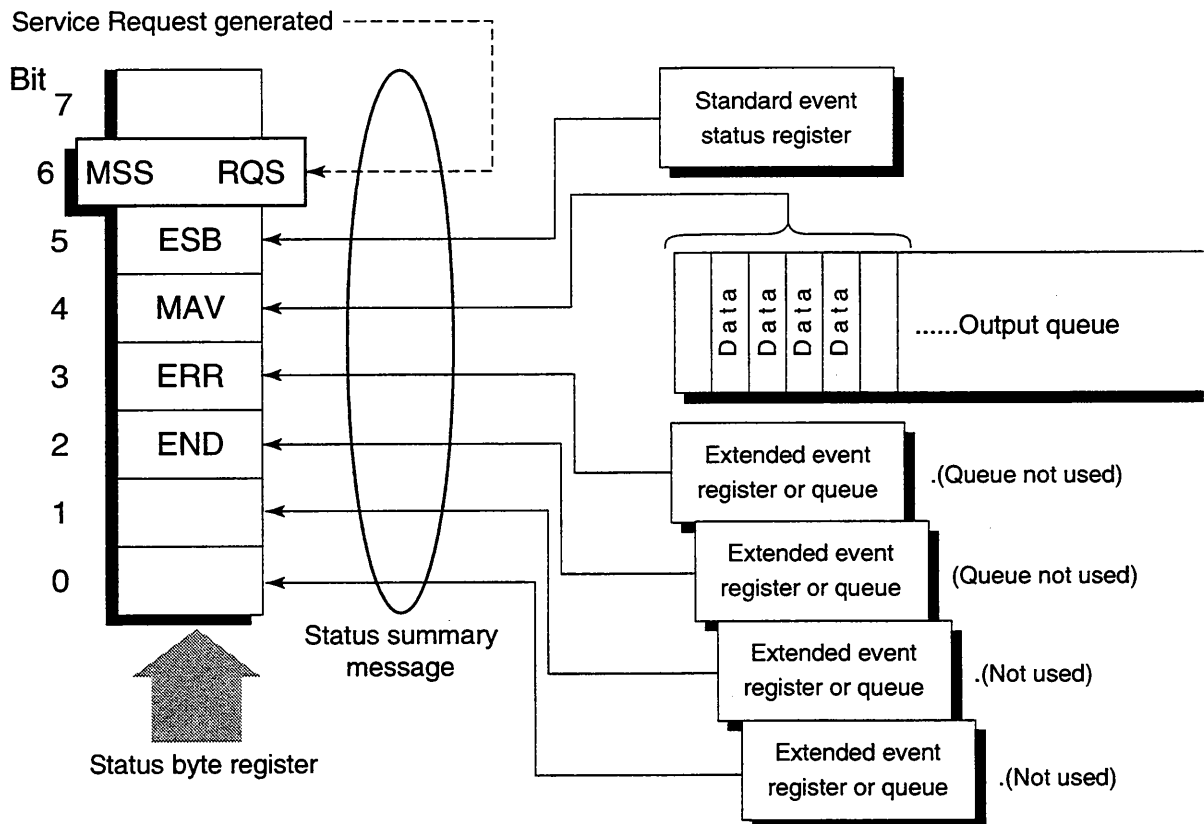 Service Request generated
Bit
7
6 MSS RQS
5 ESB
4 MAV
3 ERR
2 END
1
0
Status summary
message
Status byte register
Standard event
status register
Data Data Data Data
......Output queue
Extended event
register or queue
.(Queue not used)
Extended event
register or queue
(Queue not used)
Extended event
register or queue
.(Not used)
Extended event
register or queue
.(Not used)